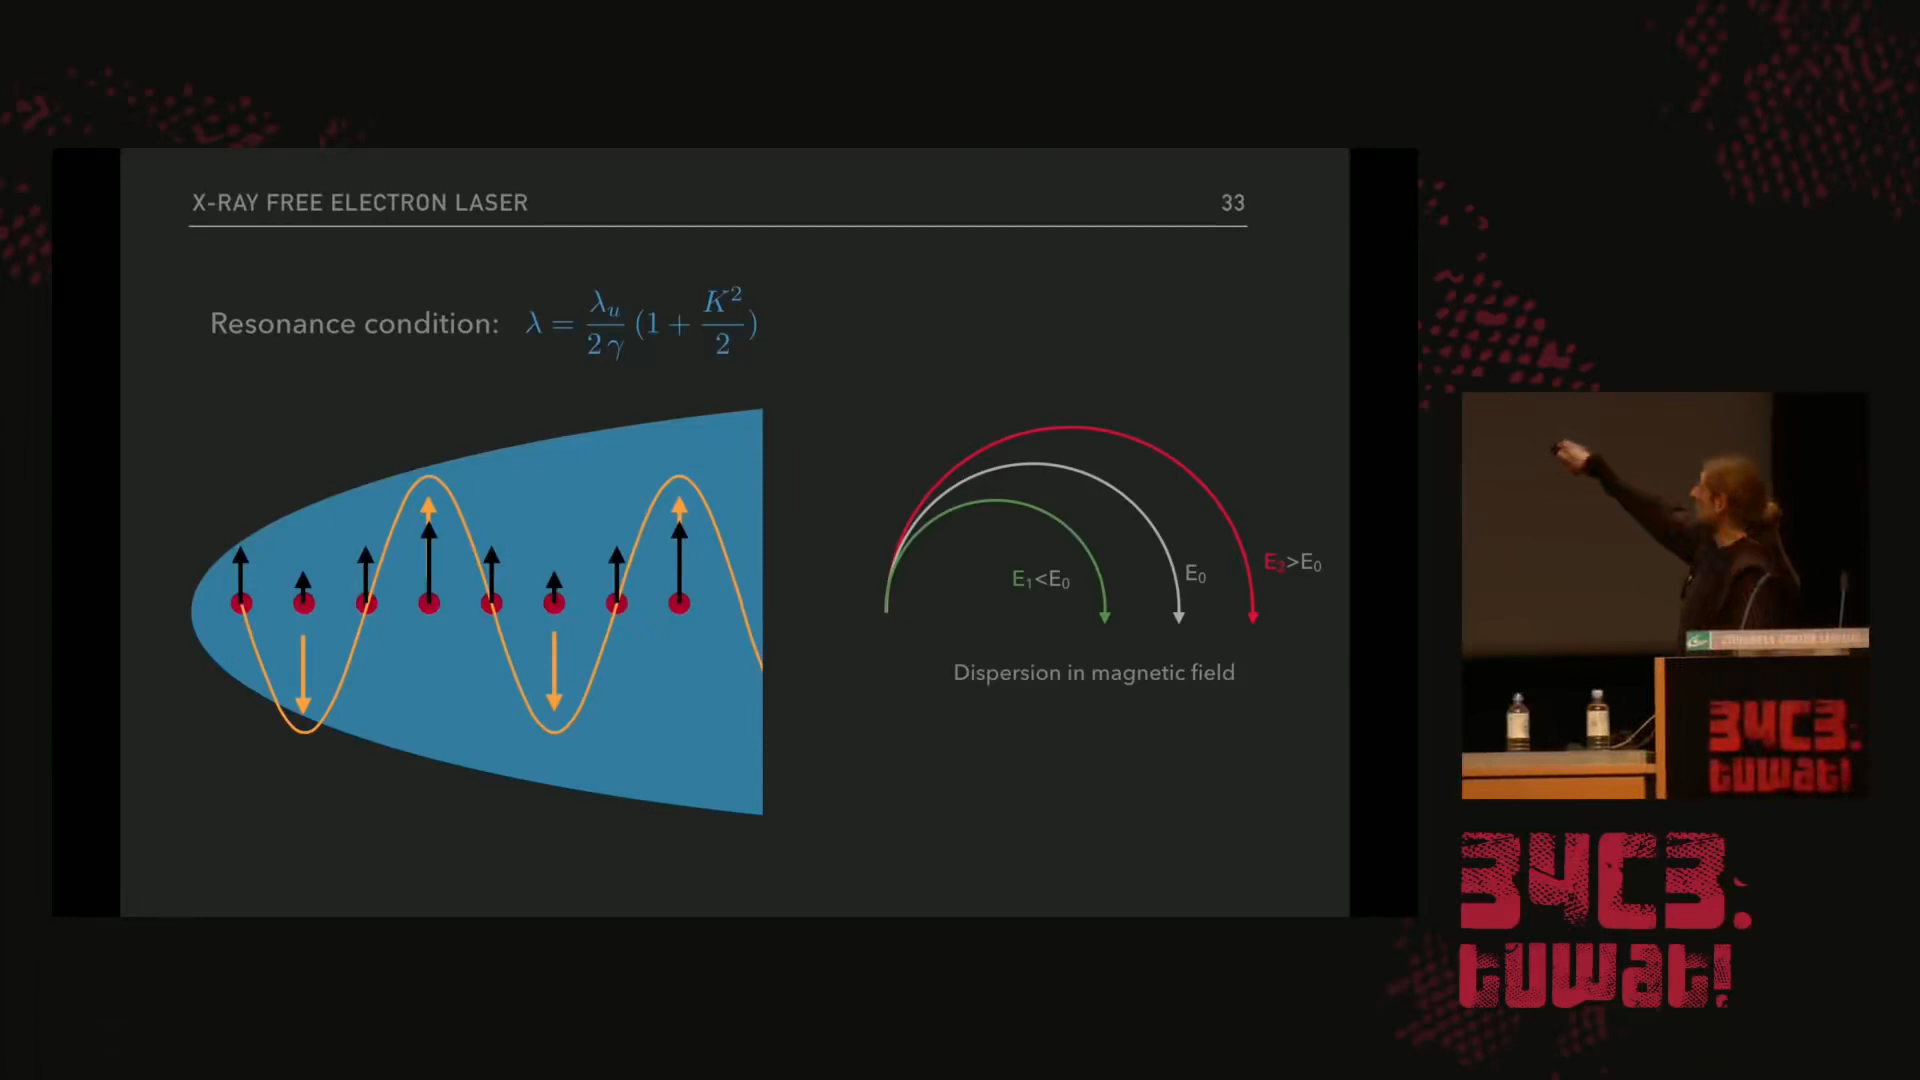 X-RAY FREE ELECTRON LASER
33
Resonance condition: λ = λᵤ / 2 γ (1 + K² / 2)
E₁<E₀
E₀
E₂>E₀
Dispersion in magnetic field
34C3.
tuwat!
34C3.
tuwat!